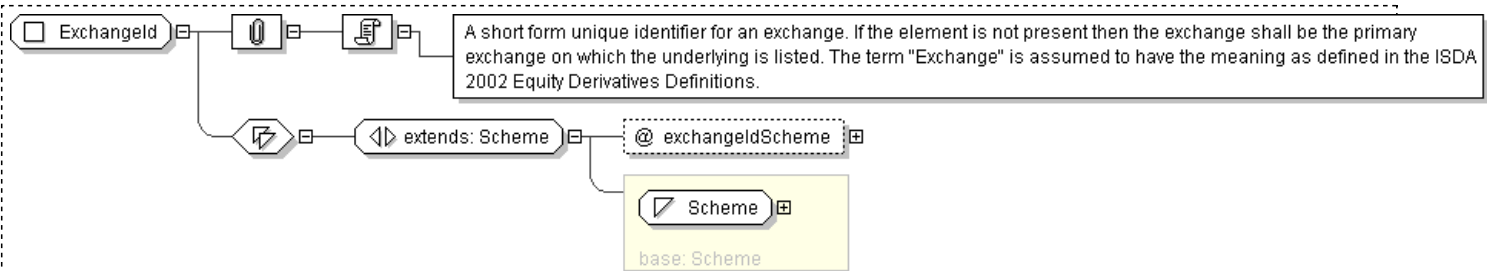 ExchangeId
A short form unique identifier for an exchange. If the element is not present then the exchange shall be the primary
exchange on which the underlying is listed. The term "Exchange" is assumed to have the meaning as defined in the ISDA
2002 Equity Derivatives Definitions.
extends: Scheme
@ exchangeIdScheme
Scheme
base: Scheme